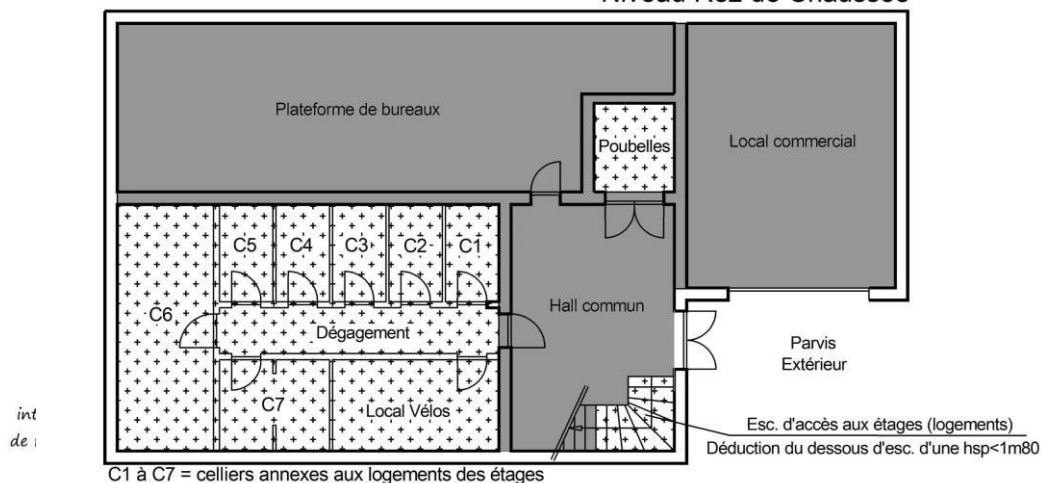 Plateforme de bureaux
Poubelles
Local commercial
C5 C4 C3 C2 C1
C6
Hall commun
Dégagement
Parvis
Extérieur
C7
Local Vélos
int
de
Esc. d'accès aux étages (logements)
Déduction du dessous d'esc. d'une hsp<1m80
C1 à C7 = celliers annexes aux logements des étages